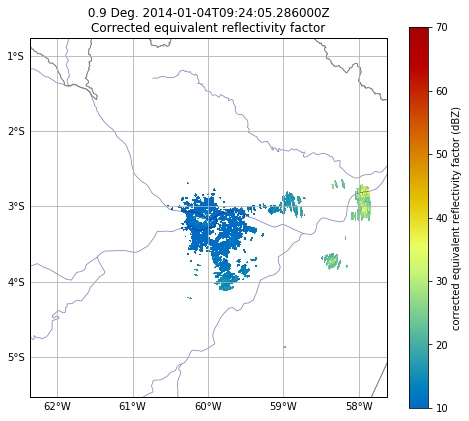 0.9 Deg. 2014-01-04T09:24:05.286000Z
Corrected equivalent reflectivity factor
1°S
2°S
3°S
4°S
5°S
62°W
61°W
60°W
59°W
58°W
70
60
50
40
30
20
10
corrected equivalent reflectivity factor (dBZ)